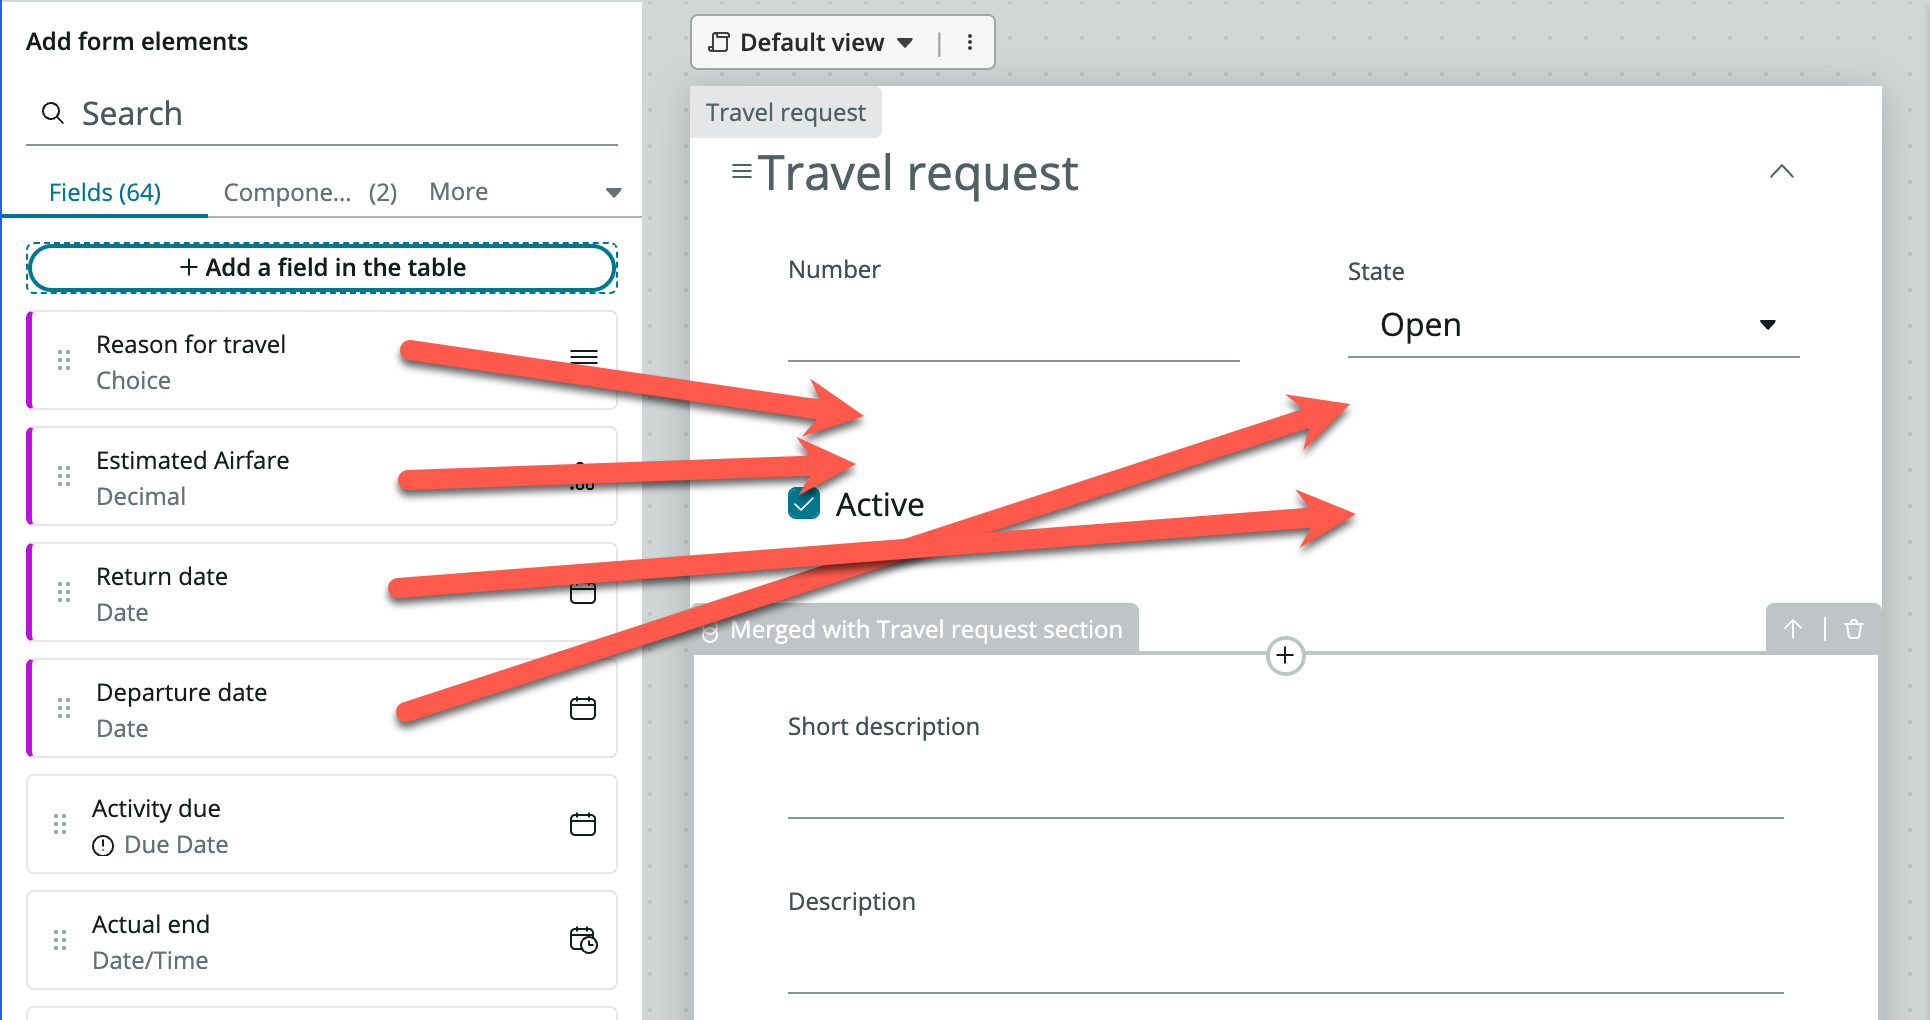 Add form elements
Search
Fields (64)
Compone... (2)
More
+ Add a field in the table
Reason for travel
Choice
Estimated Airfare
Decimal
Return date
Date
Departure date
Date
Activity due
Due Date
Actual end
Date/Time
Default view
Travel request
Travel request
Number
State
Open
Active
Merged with Travel request section
Short description
Description